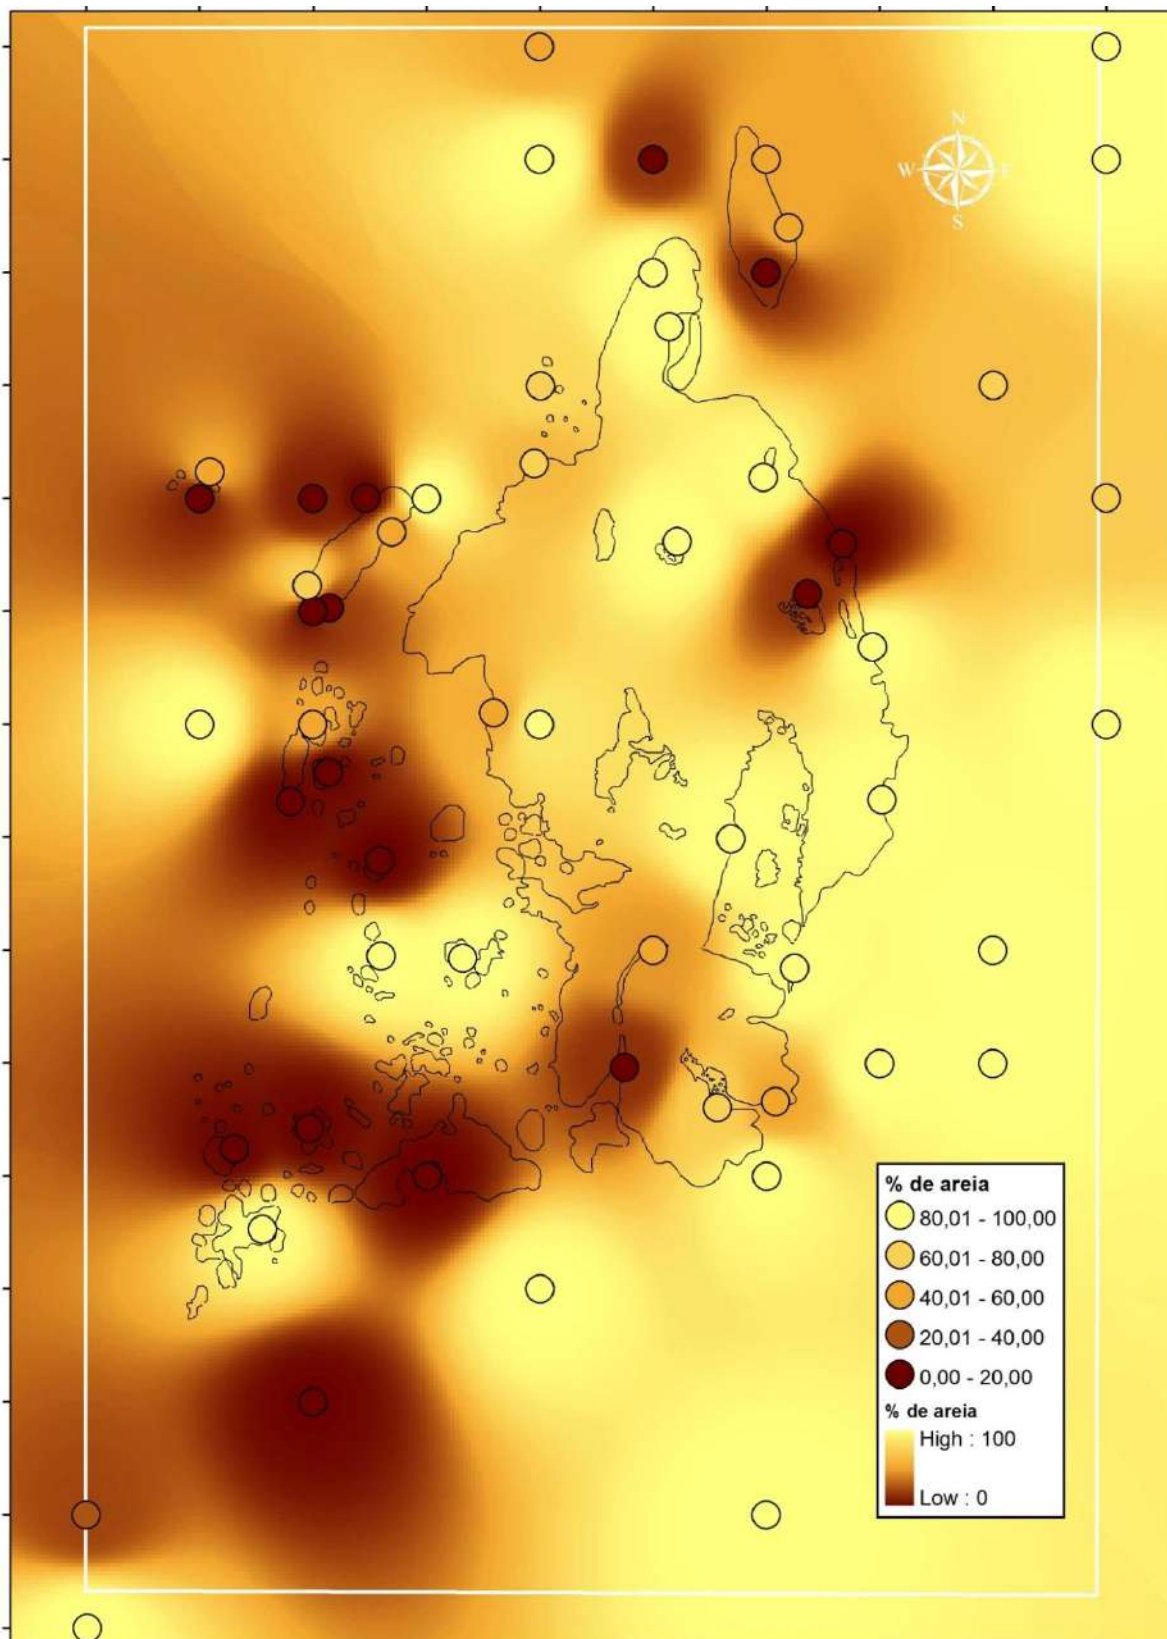 N
W E
S
% de areia
80,01 - 100,00
60,01 - 80,00
40,01 - 60,00
20,01 - 40,00
0,00 - 20,00
% de areia
High : 100
Low : 0